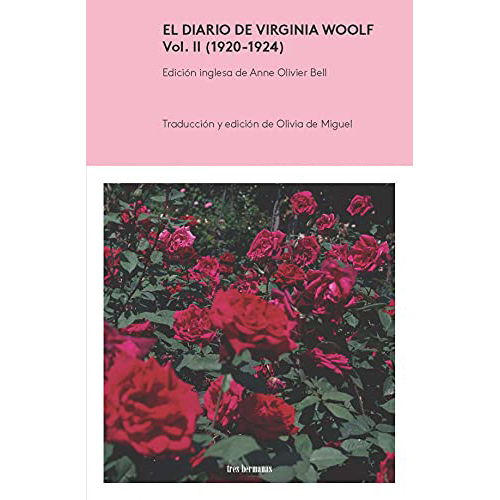 EL DIARIO DE VIRGINIA WOOLF
Vol. II (1920-1924)
Edición inglesa de Anne Olivier Bell
Traducción y edición de Olivia de Miguel
tres hermanas